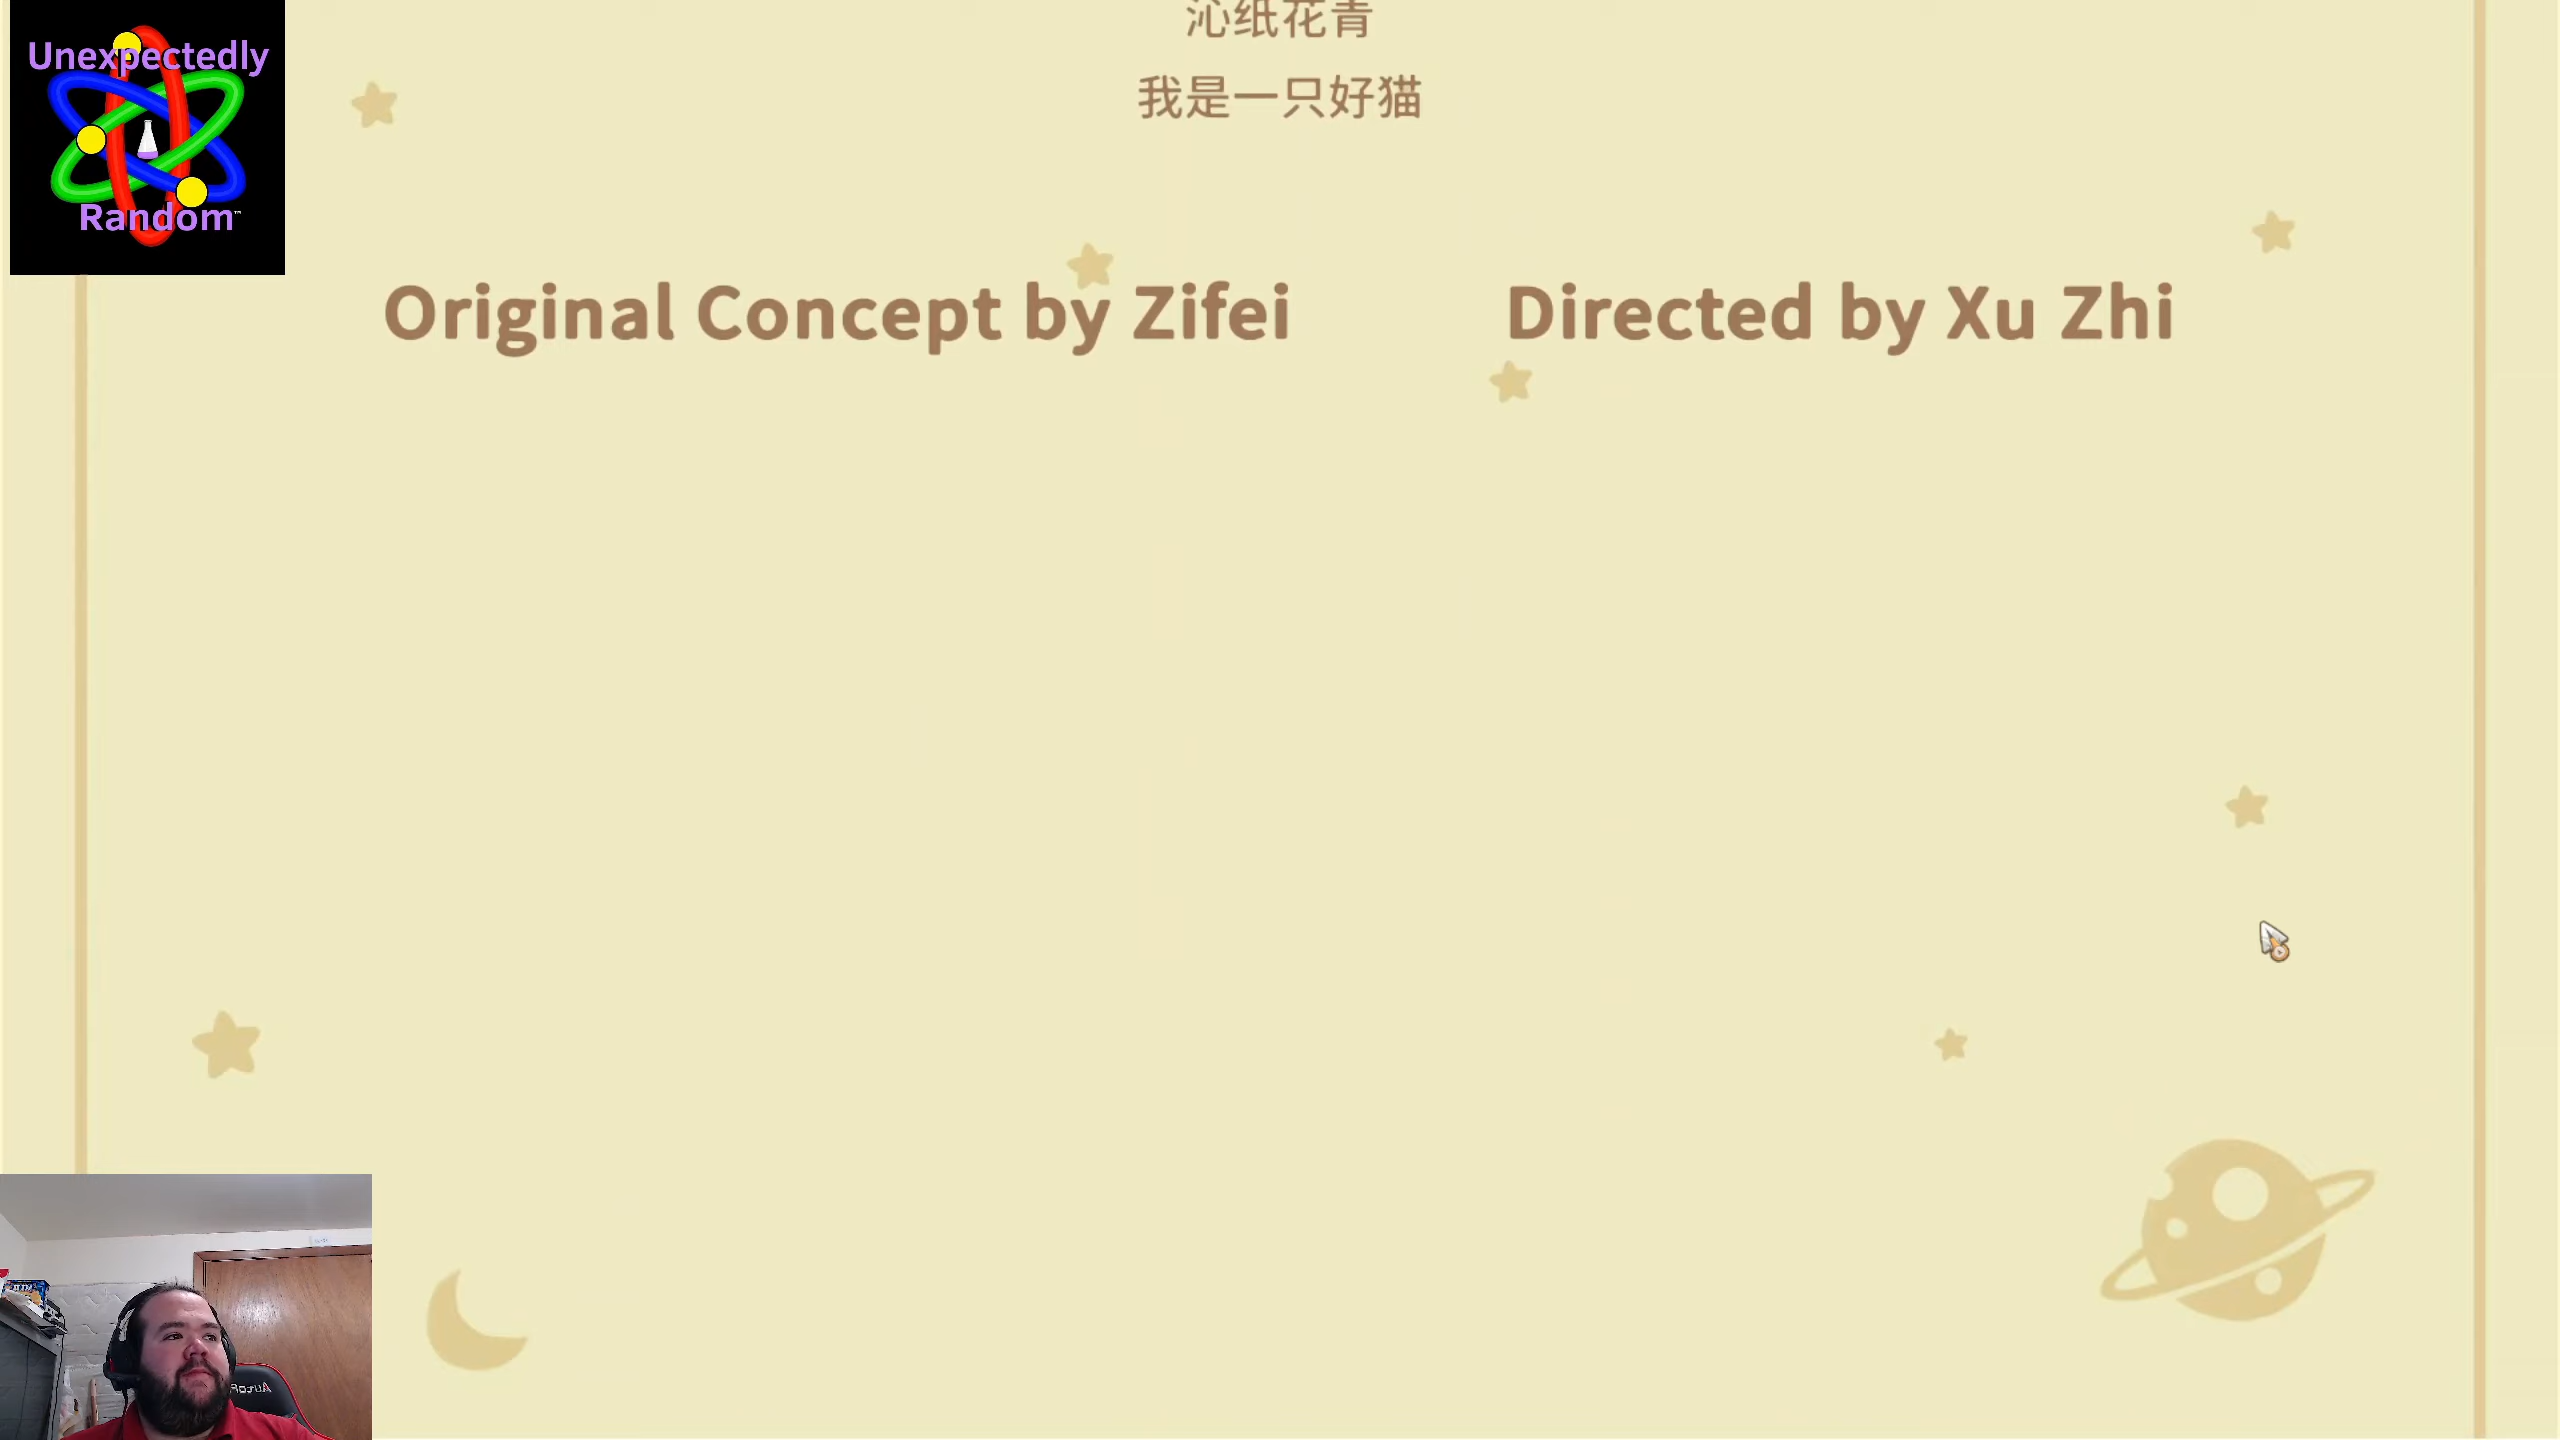 沁纸花青
我是一只好猫
Unexpectedly
Random™
Original Concept by Zifei
Directed by Xu Zhi